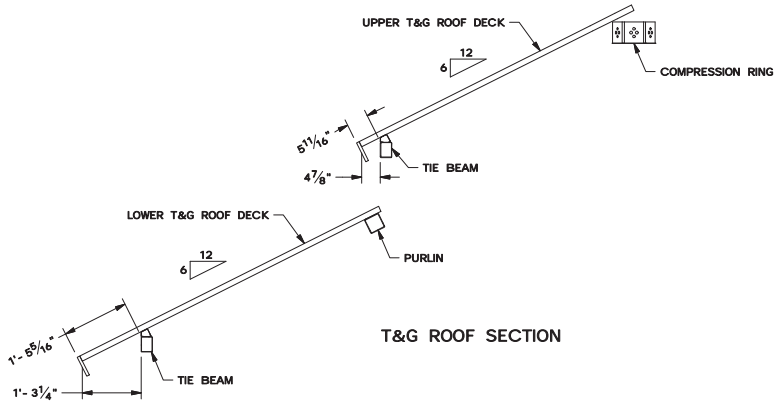 UPPER T&G ROOF DECK
12
6
COMPRESSION RING
5 11/16"
TIE BEAM
4 7/8"
LOWER T&G ROOF DECK
12
6
PURLIN
1'- 5 5/16"
T&G ROOF SECTION
TIE BEAM
1'- 3 1/4"